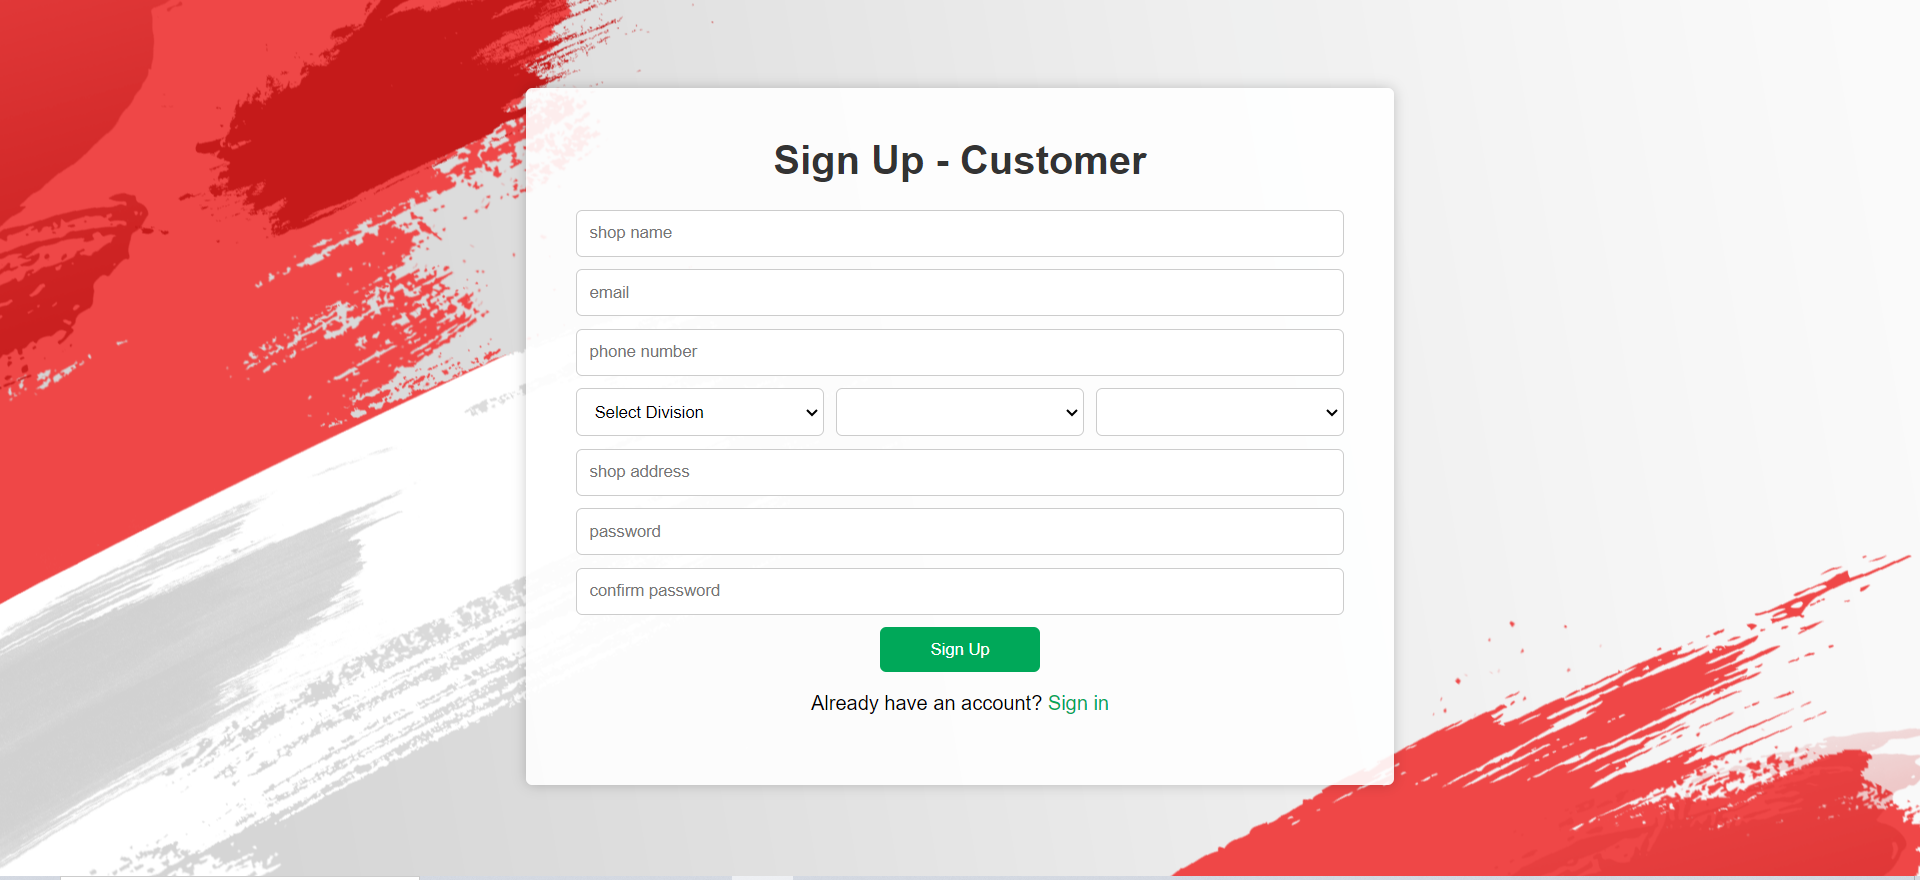 Sign Up - Customer
shop name
email
phone number
Select Division
shop address
password
confirm password
Sign Up
Already have an account? Sign in